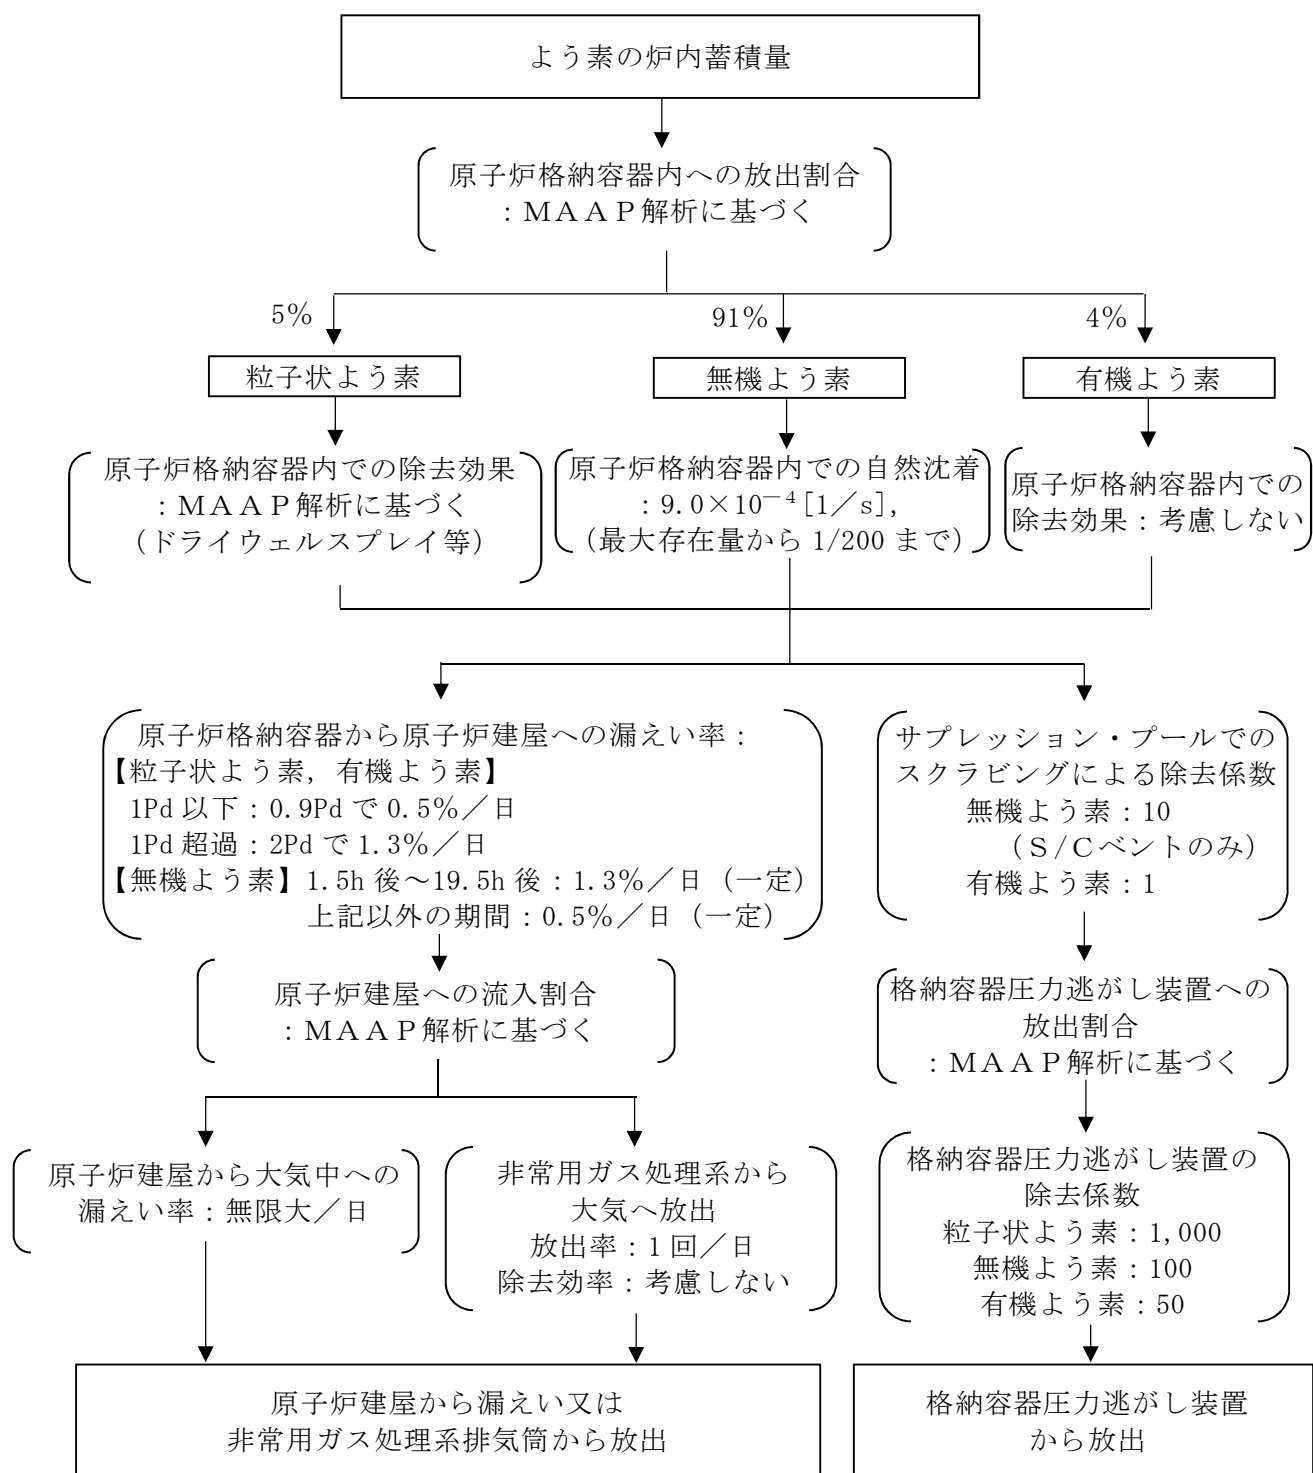 よう素の炉内蓄積量
原子炉格納容器内への放出割合
：ＭＡＡＰ解析に基づく
5%
91%
4%
粒子状よう素
無機よう素
有機よう素
原子炉格納容器内での除去効果
：ＭＡＡＰ解析に基づく
（ドライウェルスプレイ等）
原子炉格納容器内での自然沈着
：9.0×10⁻⁴[1／s],
（最大存在量から 1/200 まで）
原子炉格納容器内での
除去効果：考慮しない
原子炉格納容器から原子炉建屋への漏えい率：
【粒子状よう素，有機よう素】
1Pd 以下：0.9Pd で 0.5%／日
1Pd 超過：2Pd で 1.3%／日
【無機よう素】1.5h 後～19.5h 後：1.3%／日（一定）
上記以外の期間：0.5%／日（一定）
サプレッション・プールでの
スクラビングによる除去係数
無機よう素：10
（Ｓ/Ｃベントのみ）
有機よう素：1
原子炉建屋への流入割合
：ＭＡＡＰ解析に基づく
格納容器圧力逃がし装置への
放出割合
：ＭＡＡＰ解析に基づく
原子炉建屋から大気中への
漏えい率：無限大／日
非常用ガス処理系から
大気へ放出
放出率：1 回／日
除去効率：考慮しない
格納容器圧力逃がし装置の
除去係数
粒子状よう素：1,000
無機よう素：100
有機よう素：50
原子炉建屋から漏えい又は
非常用ガス処理系排気筒から放出
格納容器圧力逃がし装置
から放出